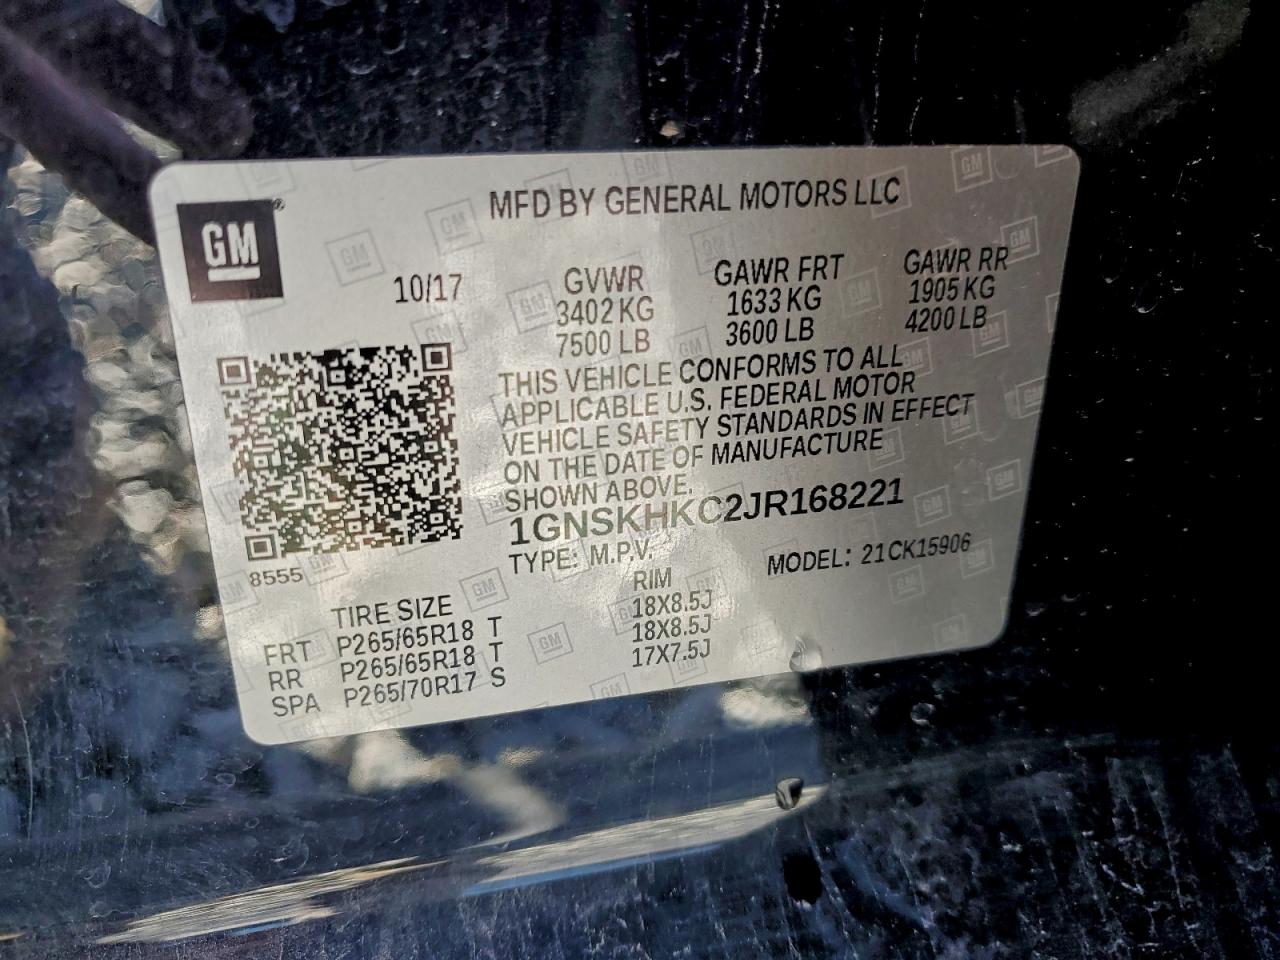 GM
MFD BY GENERAL MOTORS LLC
10/17
GVWR GAWR FRT GAWR RR
3402 KG 1633 KG 1905 KG
7500 LB 3600 LB 4200 LB
THIS VEHICLE CONFORMS TO ALL
APPLICABLE U.S. FEDERAL MOTOR
VEHICLE SAFETY STANDARDS IN EFFECT
ON THE DATE OF MANUFACTURE
SHOWN ABOVE.
1GNSKHKC2JR168221
TYPE: M.P.V. MODEL: 21CK15906
8555
TIRE SIZE RIM
FRT P265/65R18 T 18X8.5J
RR P265/65R18 T 18X8.5J
SPA P265/70R17 S 17X7.5J